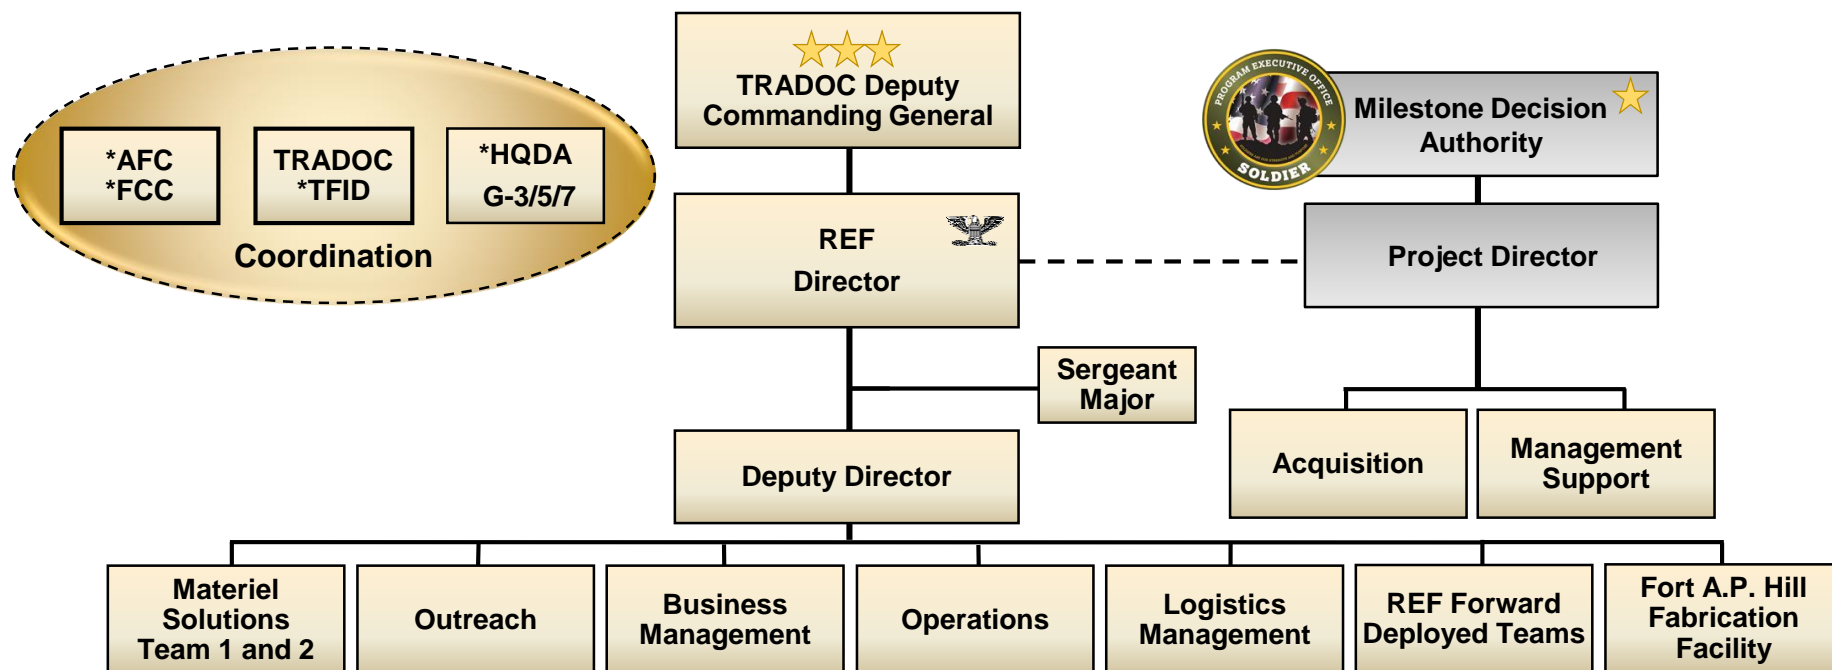 TRADOC Deputy
Commanding General
PROGRAM EXECUTIVE OFFICE
SOLDIER
Milestone Decision
Authority
*AFC
*FCC
TRADOC
*TFID
*HQDA
G-3/5/7
Coordination
REF
Director
Project Director
Sergeant
Major
Deputy Director
Acquisition
Management
Support
Materiel
Solutions
Team 1 and 2
Outreach
Business
Management
Operations
Logistics
Management
REF Forward
Deployed Teams
Fort A.P. Hill
Fabrication
Facility